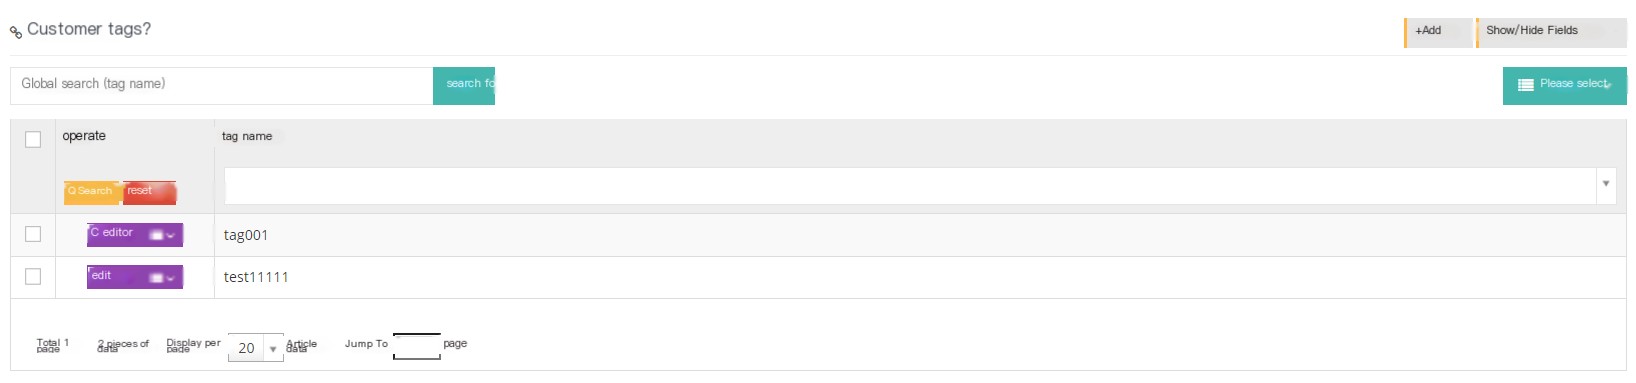 Customer tags?
+Add
Show/Hide Fields
Global search (tag name)
search fo
Please select
operate
tag name
Q Search
reset
C editor
tag001
edit
test11111
Total 1 page
2 pieces of data
Display per page
20
Article data
Jump To
page